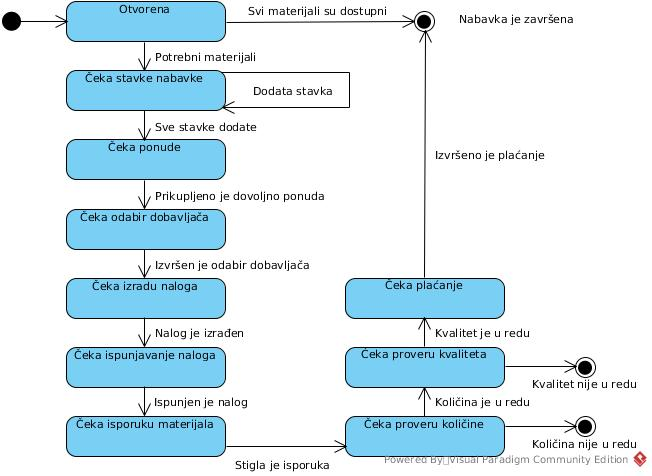 Otvorena
Svi materijali su dostupni
Nabavka je završena
Potrebni materijali
Čeka stavke nabavke
Dodata stavka
Sve stavke dodate
Čeka ponude
Izvršeno je plaćanje
Prikupljeno je dovoljno ponuda
Čeka odabir dobavljača
Izvršen je odabir dobavljača
Čeka izradu naloga
Čeka plaćanje
Nalog je izrađen
Kvalitet je u redu
Čeka ispunjavanje naloga
Čeka proveru kvaliteta
Kvalitet nije u redu
Ispunjen je nalog
Količina je u redu
Čeka isporuku materijala
Čeka proveru količine
Količina nije u redu
Stigla je isporuka
Powered By Visual Paradigm Community Edition